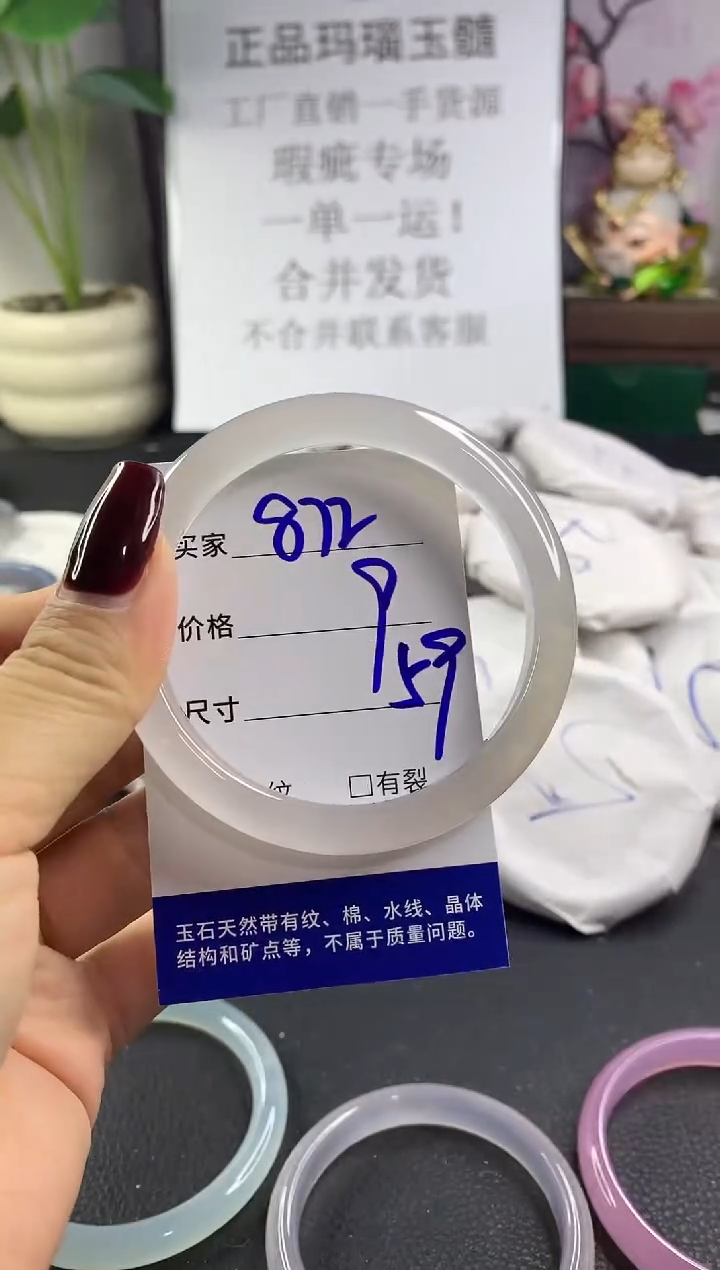 正品玛瑙玉髓
工厂直销一手货源
瑕疵专场
一单一运！
合并发货
不合并联系客服
买家 872
价格 9
尺寸 59
纹 □有裂
玉石天然带有纹、棉、水线、晶体
结构和矿点等，不属于质量问题。